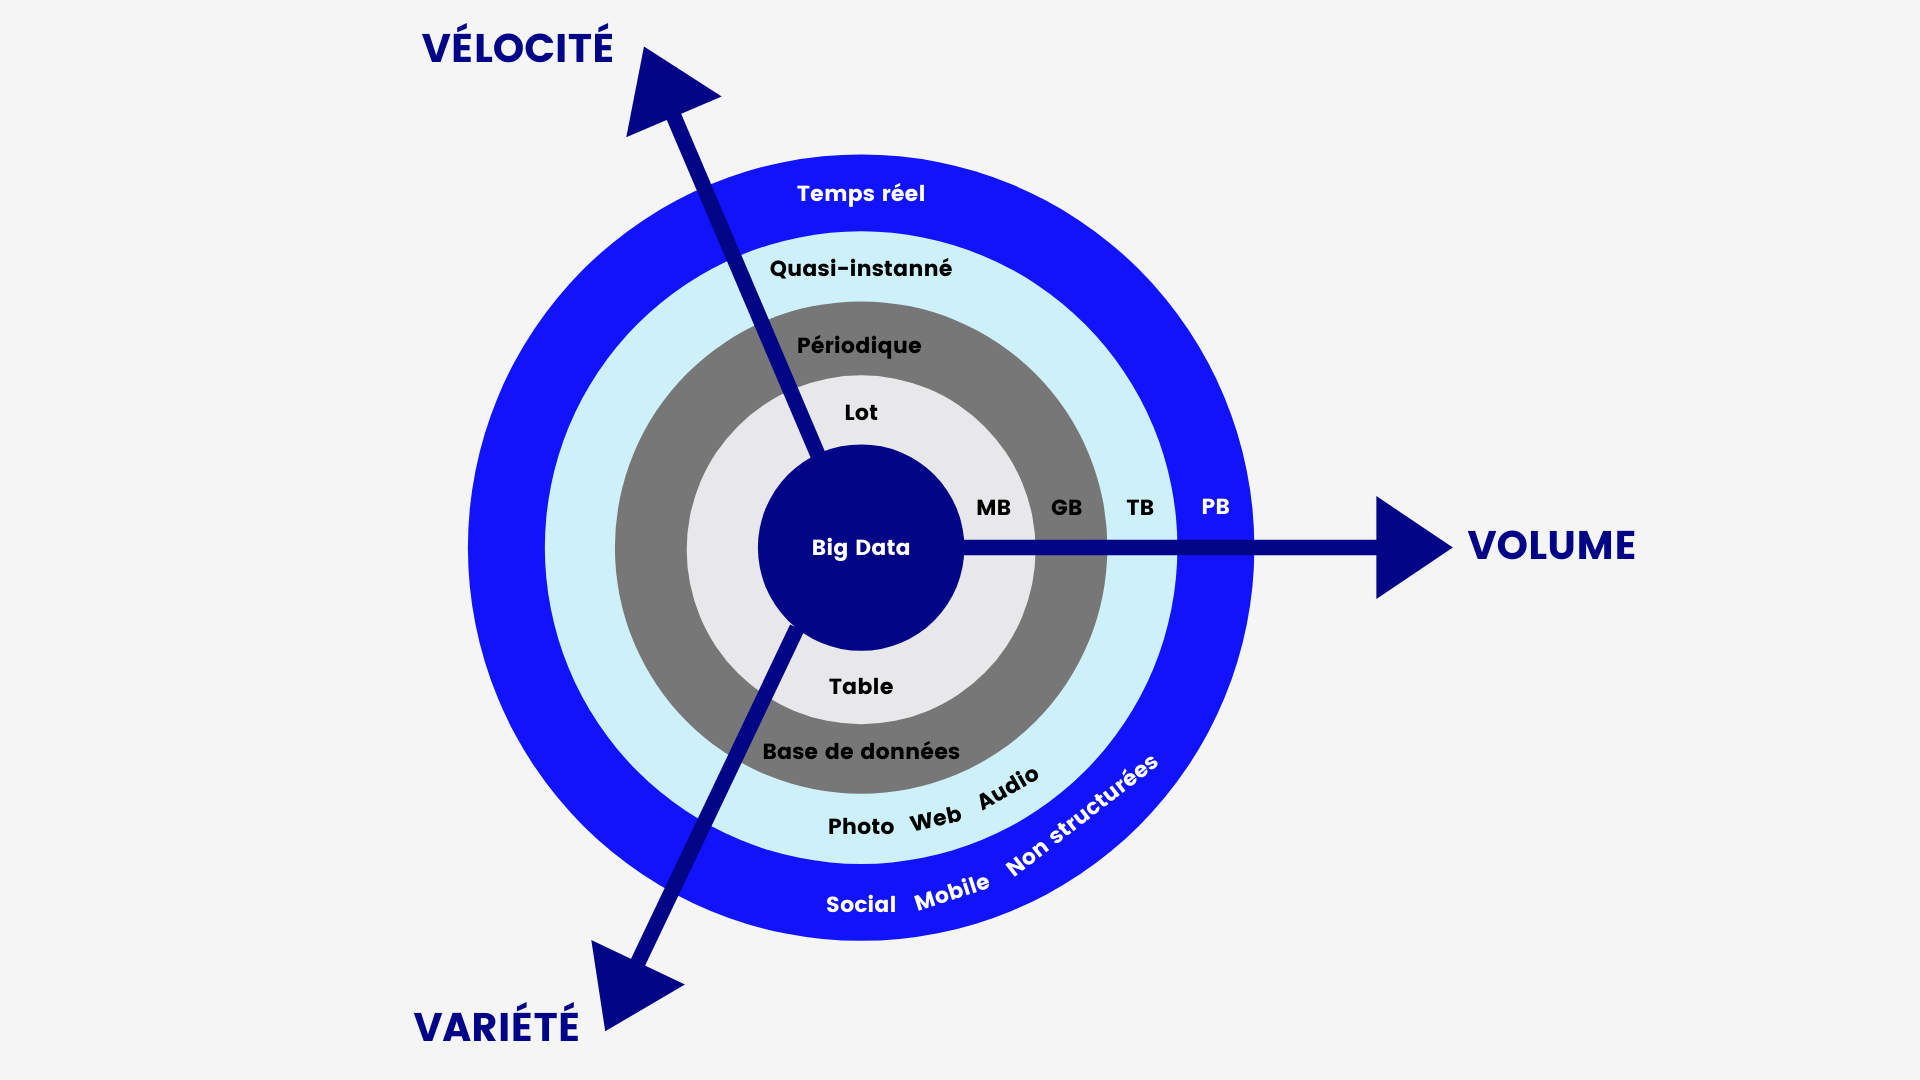 VÉLOCITÉ
Temps réel
Quasi-instanné
Périodique
Lot
MB GB TB PB
Big Data
VOLUME
Table
Base de données
Photo Web Audio
Social Mobile Non structurées
VARIÉTÉ